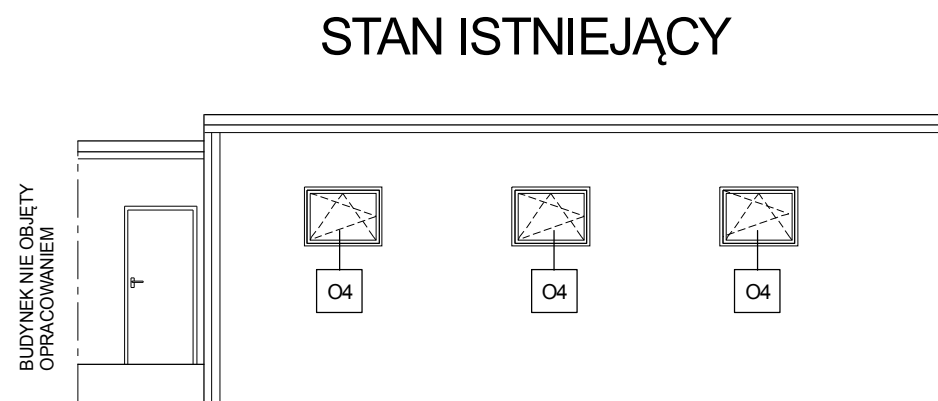 STAN ISTNIEJĄCY
BUDYNEK NIE OBJĘTY
OPRACOWANIEM
O4
O4
O4